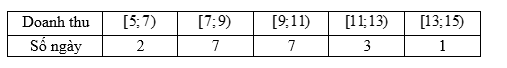 Doanh thu [5;7) [7;9) [9;11) [11;13) [13;15)
Số ngày 2 7 7 3 1